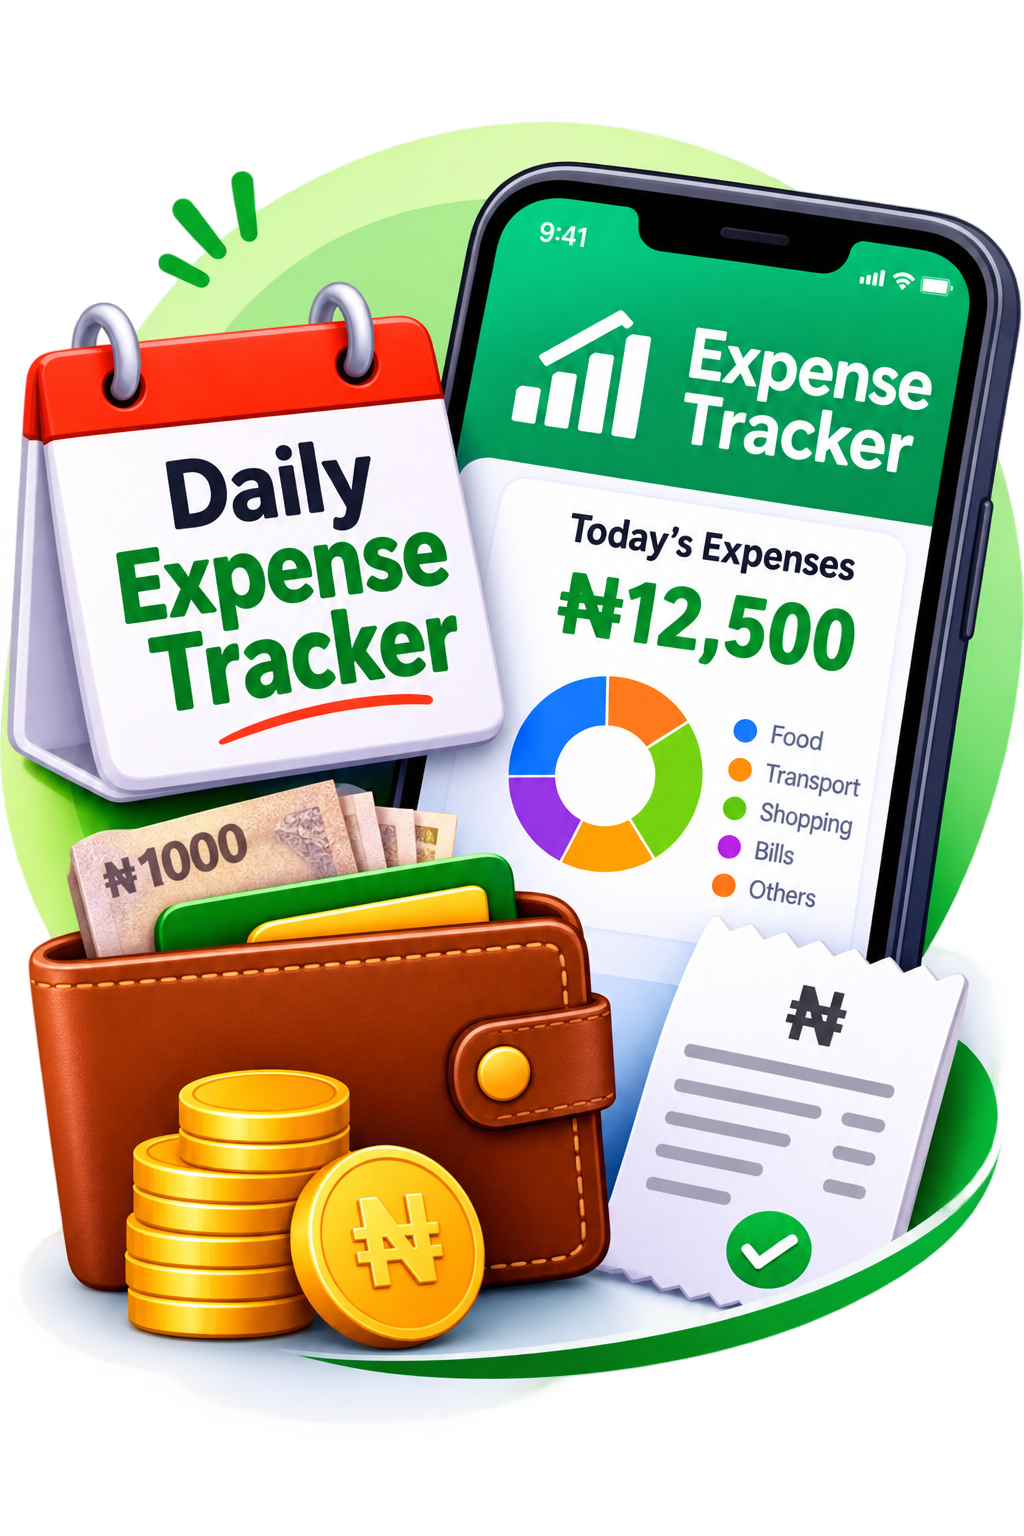 9:41
Expense
Tracker
Daily
Expense
Tracker
Today's Expenses
₦12,500
Food
Transport
Shopping
Bills
Others
₦1000
₦
₦